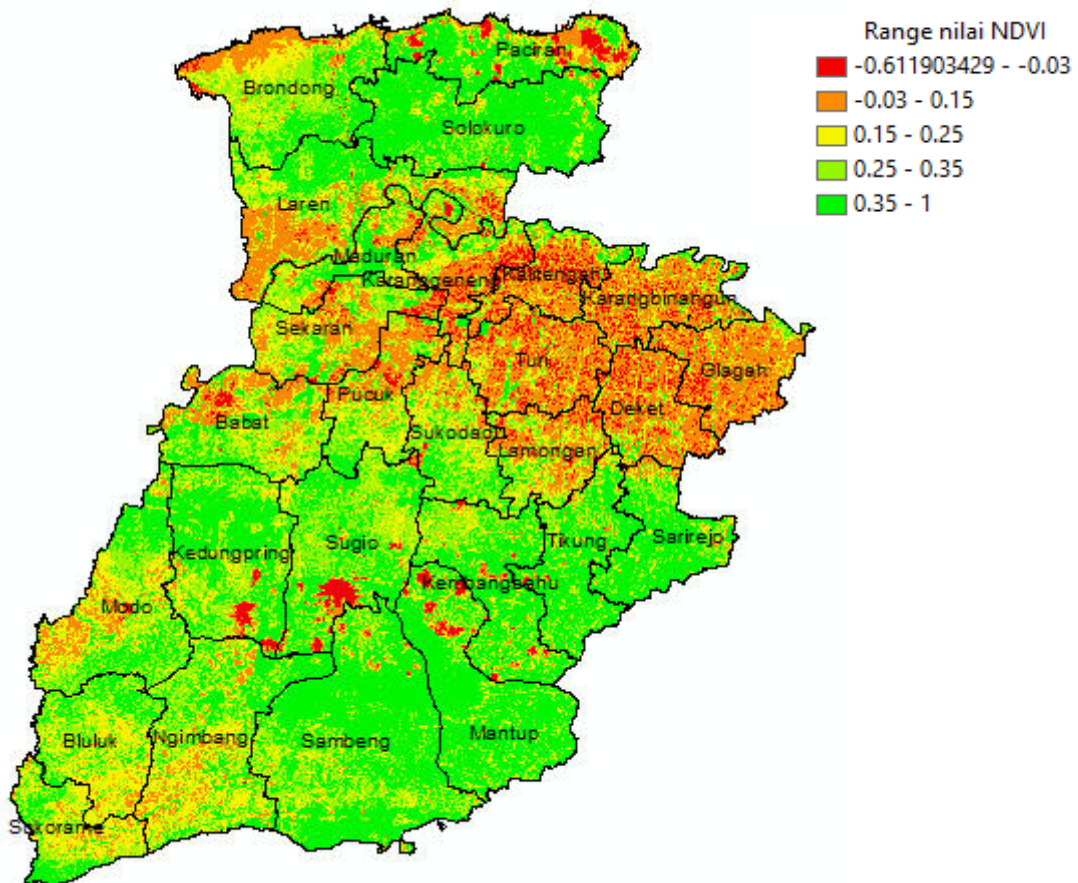 Range nilai NDVI
-0.611903429 - -0.03
-0.03 - 0.15
0.15 - 0.25
0.25 - 0.35
0.35 - 1
Paciran
Brondong
Solokuro
Laren
Maduran
Karanggeneng
Kalitengah
Karangbinangun
Sekaran
Turi
Glagah
Pucuk
Deket
Babat
Sukodadi
Lamongan
Kedungpring
Sugio
Tikung
Sarirejo
Kembangbahu
Modo
Bluluk
Ngimbang
Sambeng
Mantup
Sukorame